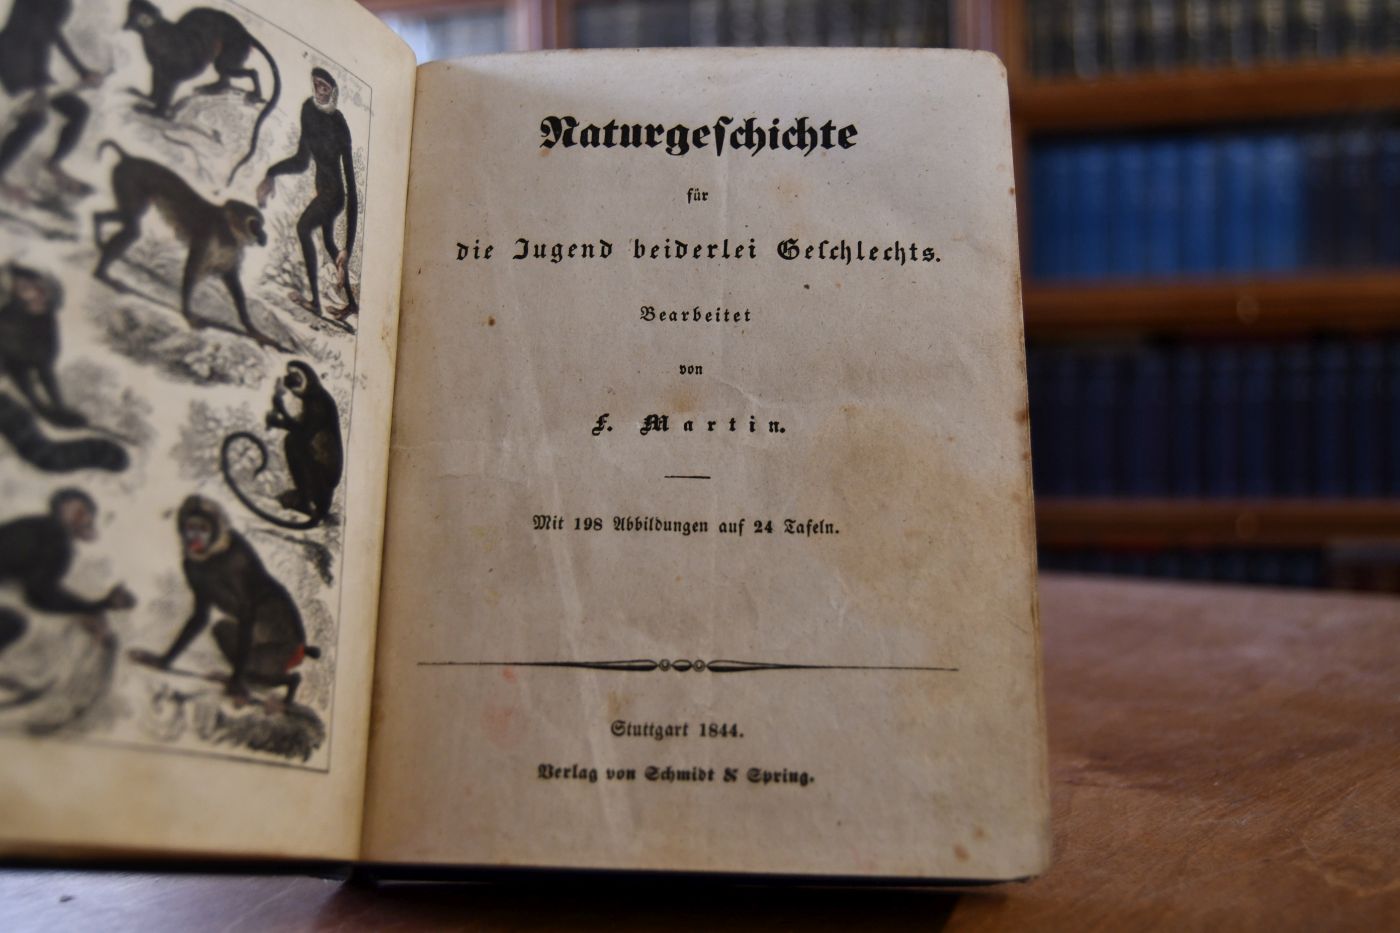 Naturgeſchichte
für
die Jugend beiderlei Geſchlechts.
Bearbeitet
von
F. Martin.
Mit 198 Abbildungen auf 24 Tafeln.
Stuttgart 1844.
Verlag von Schmidt & Spring.